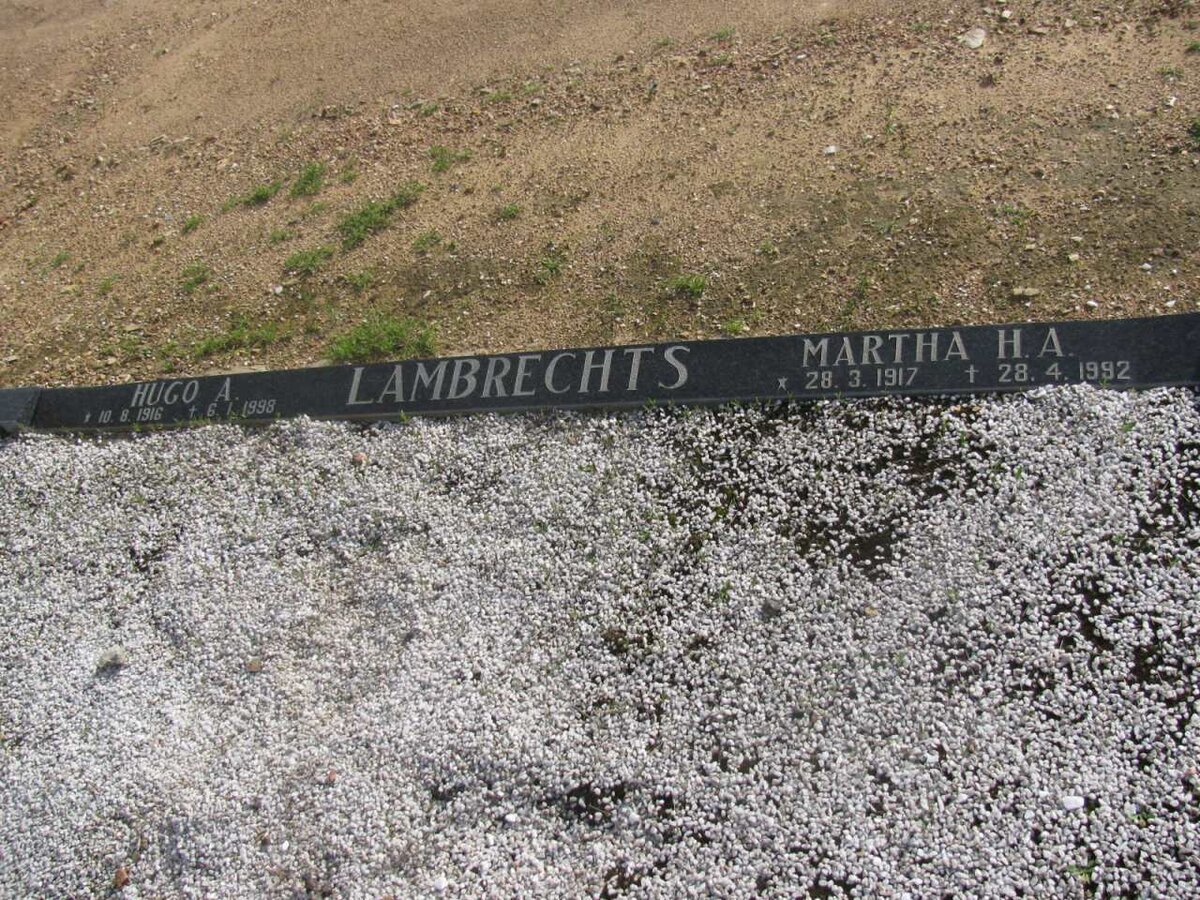 HUGO A.
* 10.8.1916 † 6.1.1998
LAMBRECHTS
MARTHA H.A.
* 28.3.1917 † 28.4.1992